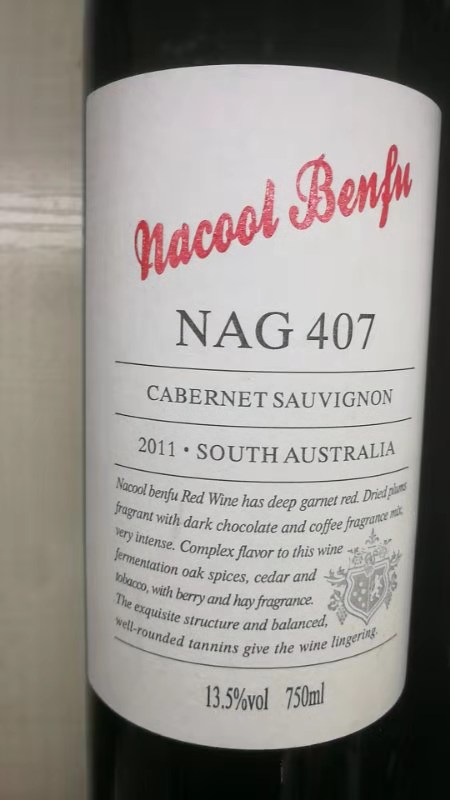 Nacool Benfu
NAG 407
CABERNET SAUVIGNON
2011 • SOUTH AUSTRALIA
Nacool benfu Red Wine has deep garnet red. Dried plums
fragrant with dark chocolate and coffee fragrance mix,
very intense. Complex flavor to this wine
fermentation oak spices, cedar and
tobacco, with berry and hay fragrance.
The exquisite structure and balanced,
well-rounded tannins give the wine lingering.
13.5%vol 750ml